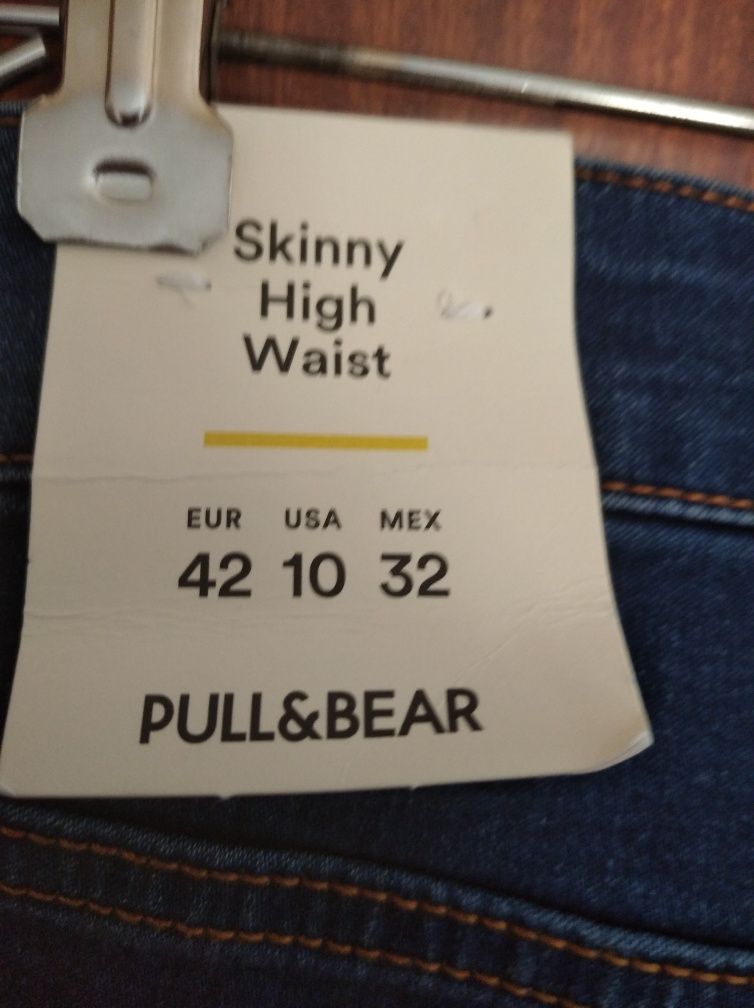 Skinny
High
Waist
EUR USA MEX
42 10 32
PULL&BEAR